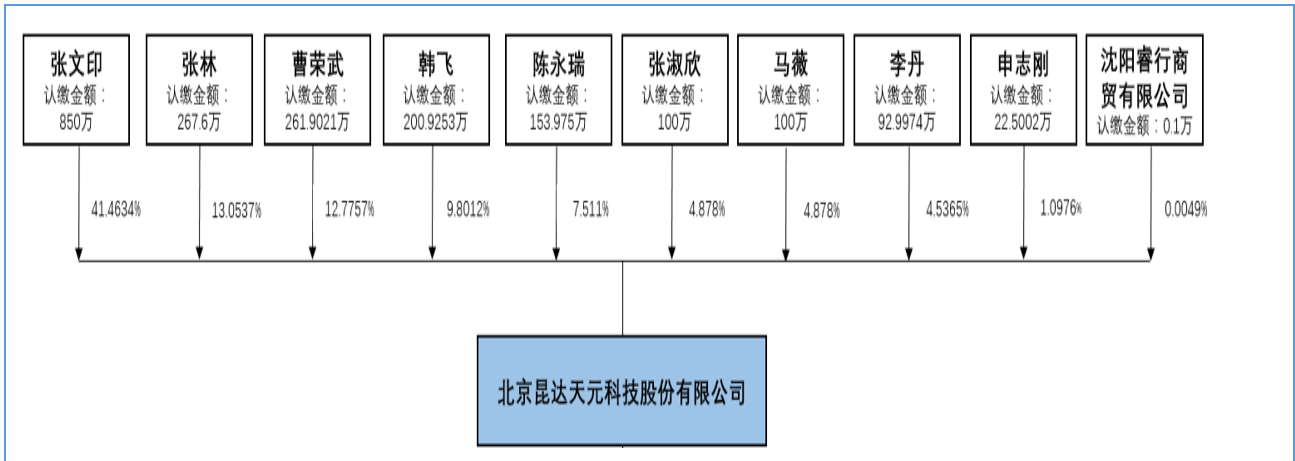 张文印
认缴金额：
850万
张林
认缴金额：
267.6万
曹荣武
认缴金额：
261.9021万
韩飞
认缴金额：
200.9253万
陈永瑞
认缴金额：
153.975万
张淑欣
认缴金额：
100万
马薇
认缴金额：
100万
李丹
认缴金额：
92.9974万
申志刚
认缴金额：
22.5002万
沈阳睿行商
贸有限公司
认缴金额：0.1万
41.4634%
13.0537%
12.7757%
9.8012%
7.511%
4.878%
4.878%
4.5365%
1.0976%
0.0049%
北京昆达天元科技股份有限公司